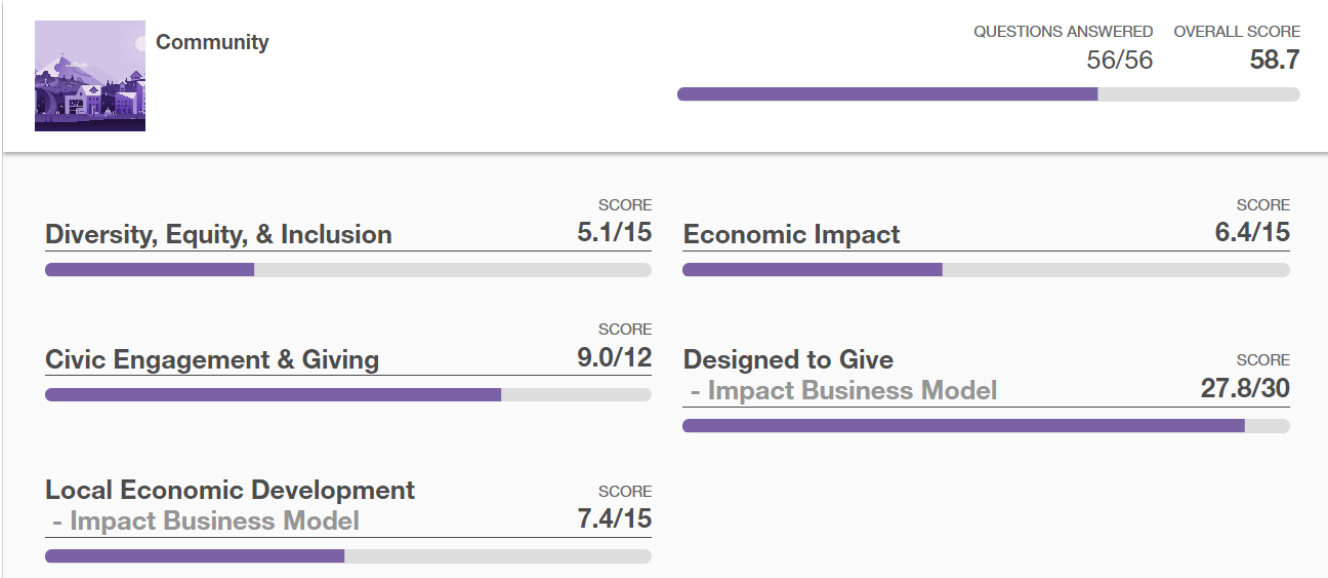 Community
QUESTIONS ANSWERED OVERALL SCORE
56/56 58.7
SCORE
Diversity, Equity, & Inclusion 5.1/15
SCORE
Economic Impact 6.4/15
SCORE
Civic Engagement & Giving 9.0/12
Designed to Give SCORE
- Impact Business Model 27.8/30
Local Economic Development SCORE
- Impact Business Model 7.4/15